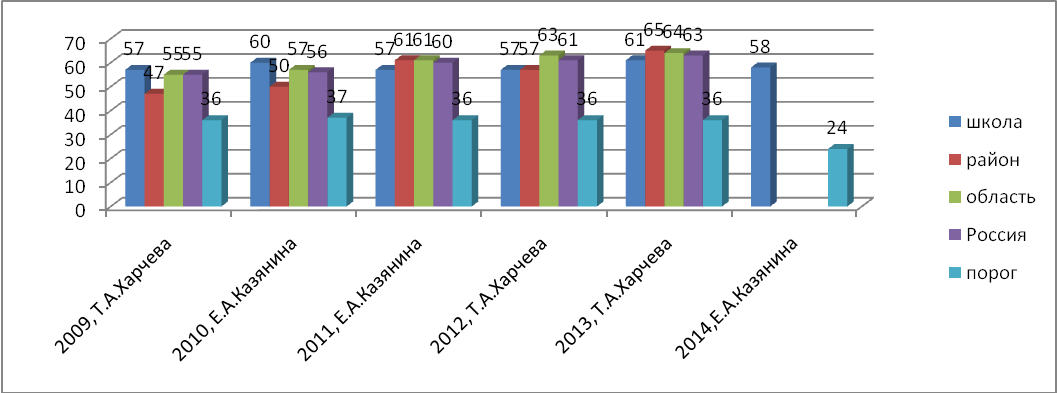 57 47 55 55 36
60 50 57 56 37
57 61 61 60 36
57 57 63 61 36
61 65 64 63 36
58 24
70
60
50
40
30
20
10
0
2009, Т.А.Харчева
2010, Е.А.Казянина
2011, Е.А.Казянина
2012, Т.А.Харчева
2013, Т.А.Харчева
2014,Е.А.Казянина
школа
район
область
Россия
порог